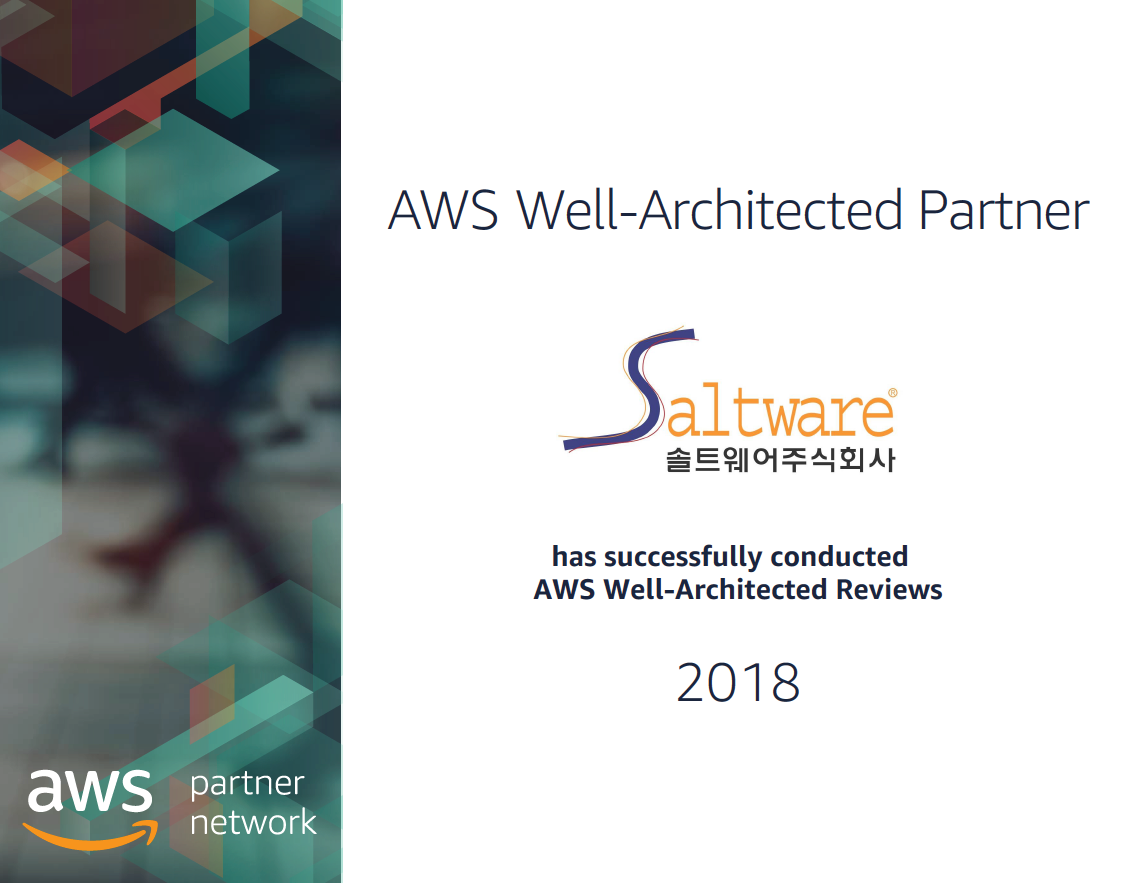 AWS Well-Architected Partner
Saltware®
솔트웨어주식회사
has successfully conducted
AWS Well-Architected Reviews
2018
aws
partner
network